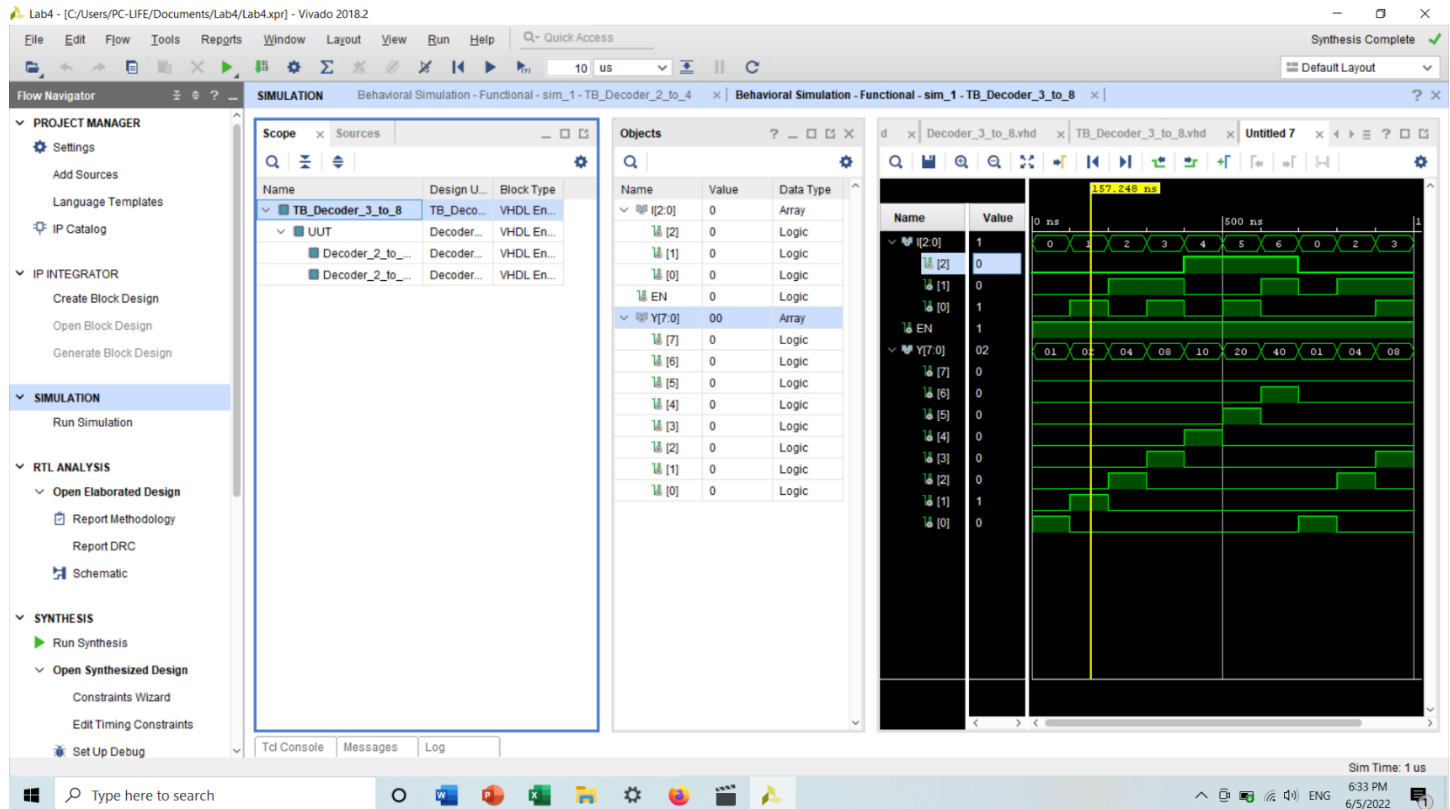 Lab4 - [C:/Users/PC-LIFE/Documents/Lab4/Lab4.xpr] - Vivado 2018.2
File Edit Flow Tools Reports Window Layout View Run Help Q- Quick Access Synthesis Complete
10 us Default Layout
Flow Navigator
PROJECT MANAGER
Settings
Add Sources
Language Templates
IP Catalog
IP INTEGRATOR
Create Block Design
Open Block Design
Generate Block Design
SIMULATION
Run Simulation
RTL ANALYSIS
Open Elaborated Design
Report Methodology
Report DRC
Schematic
SYNTHESIS
Run Synthesis
Open Synthesized Design
Constraints Wizard
Edit Timing Constraints
Set Up Debug
SIMULATION Behavioral Simulation - Functional - sim_1 - TB_Decoder_2_to_4 Behavioral Simulation - Functional - sim_1 - TB_Decoder_3_to_8
Scope Sources
Name Design U... Block Type
TB_Decoder_3_to_8 TB_Deco... VHDL En...
UUT Decoder... VHDL En...
Decoder_2_to_... Decoder... VHDL En...
Decoder_2_to_... Decoder... VHDL En...
Objects
Name Value Data Type
I[2:0] 0 Array
[2] 0 Logic
[1] 0 Logic
[0] 0 Logic
EN 0 Logic
Y[7:0] 00 Array
[7] 0 Logic
[6] 0 Logic
[5] 0 Logic
[4] 0 Logic
[3] 0 Logic
[2] 0 Logic
[1] 0 Logic
[0] 0 Logic
d Decoder_3_to_8.vhd TB_Decoder_3_to_8.vhd Untitled 7
157.248 ns
Name Value 0 ns 500 ns 1
I[2:0] 1 0 1 2 3 4 5 6 0 2 3
[2] 0
[1] 0
[0] 1
EN 1
Y[7:0] 02 01 02 04 08 10 20 40 01 04 08
[7] 0
[6] 0
[5] 0
[4] 0
[3] 0
[2] 0
[1] 1
[0] 0
Tcl Console Messages Log
Sim Time: 1 us
Type here to search
ENG 6:33 PM
6/5/2022